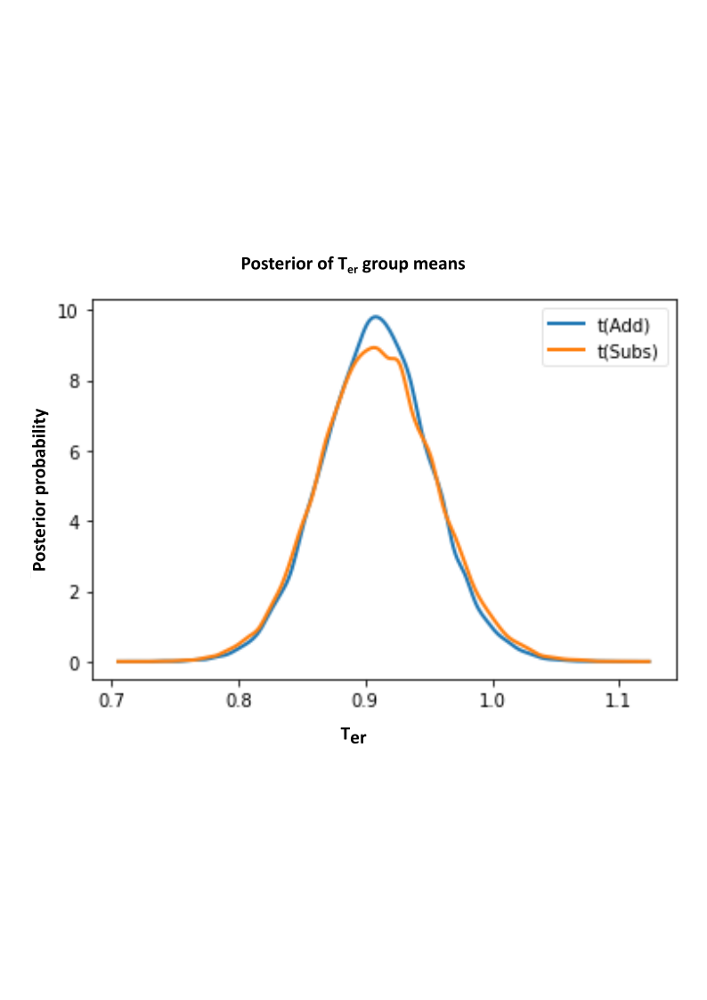 Posterior of Ter group means
t(Add)
t(Subs)
10
8
6
4
2
0
Posterior probability
0.7 0.8 0.9 1.0 1.1
Ter